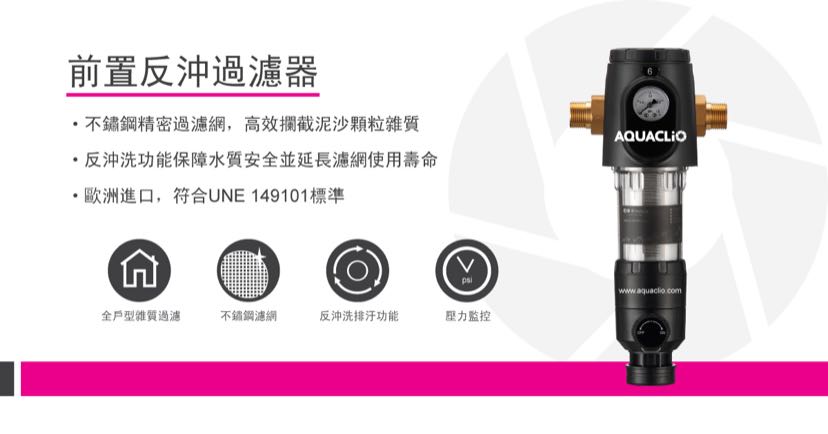 前置反沖過濾器
• 不鏽鋼精密過濾網，高效攔截泥沙顆粒雜質
• 反沖洗功能保障水質安全並延長濾網使用壽命
• 歐洲進口，符合UNE 149101標準
6
AQUACLiO
www.aquaclio.com
OFF ON
psi
全戶型雜質過濾
不鏽鋼濾網
反沖洗排汙功能
壓力監控